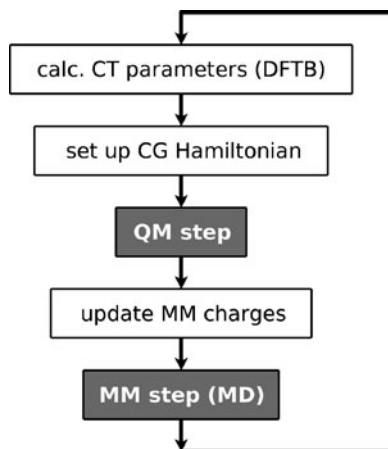 calc. CT parameters (DFTB)
set up CG Hamiltonian
QM step
update MM charges
MM step (MD)